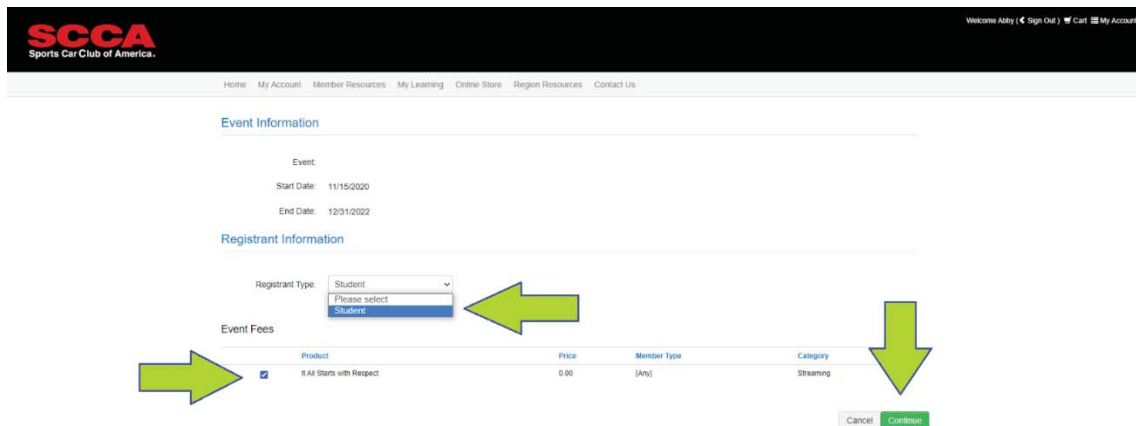 Welcome Abby ( Sign Out ) Cart My Account
SCCA
Sports Car Club of America.
Home My Account Member Resources My Learning Online Store Region Resources Contact Us
Event Information
Event:
Start Date: 11/15/2020
End Date: 12/31/2022
Registrant Information
Registrant Type: Student
Please select
Student
Event Fees
Product Price Member Type Category
It All Starts with Respect 0.00 [Any] Streaming
Cancel Continue